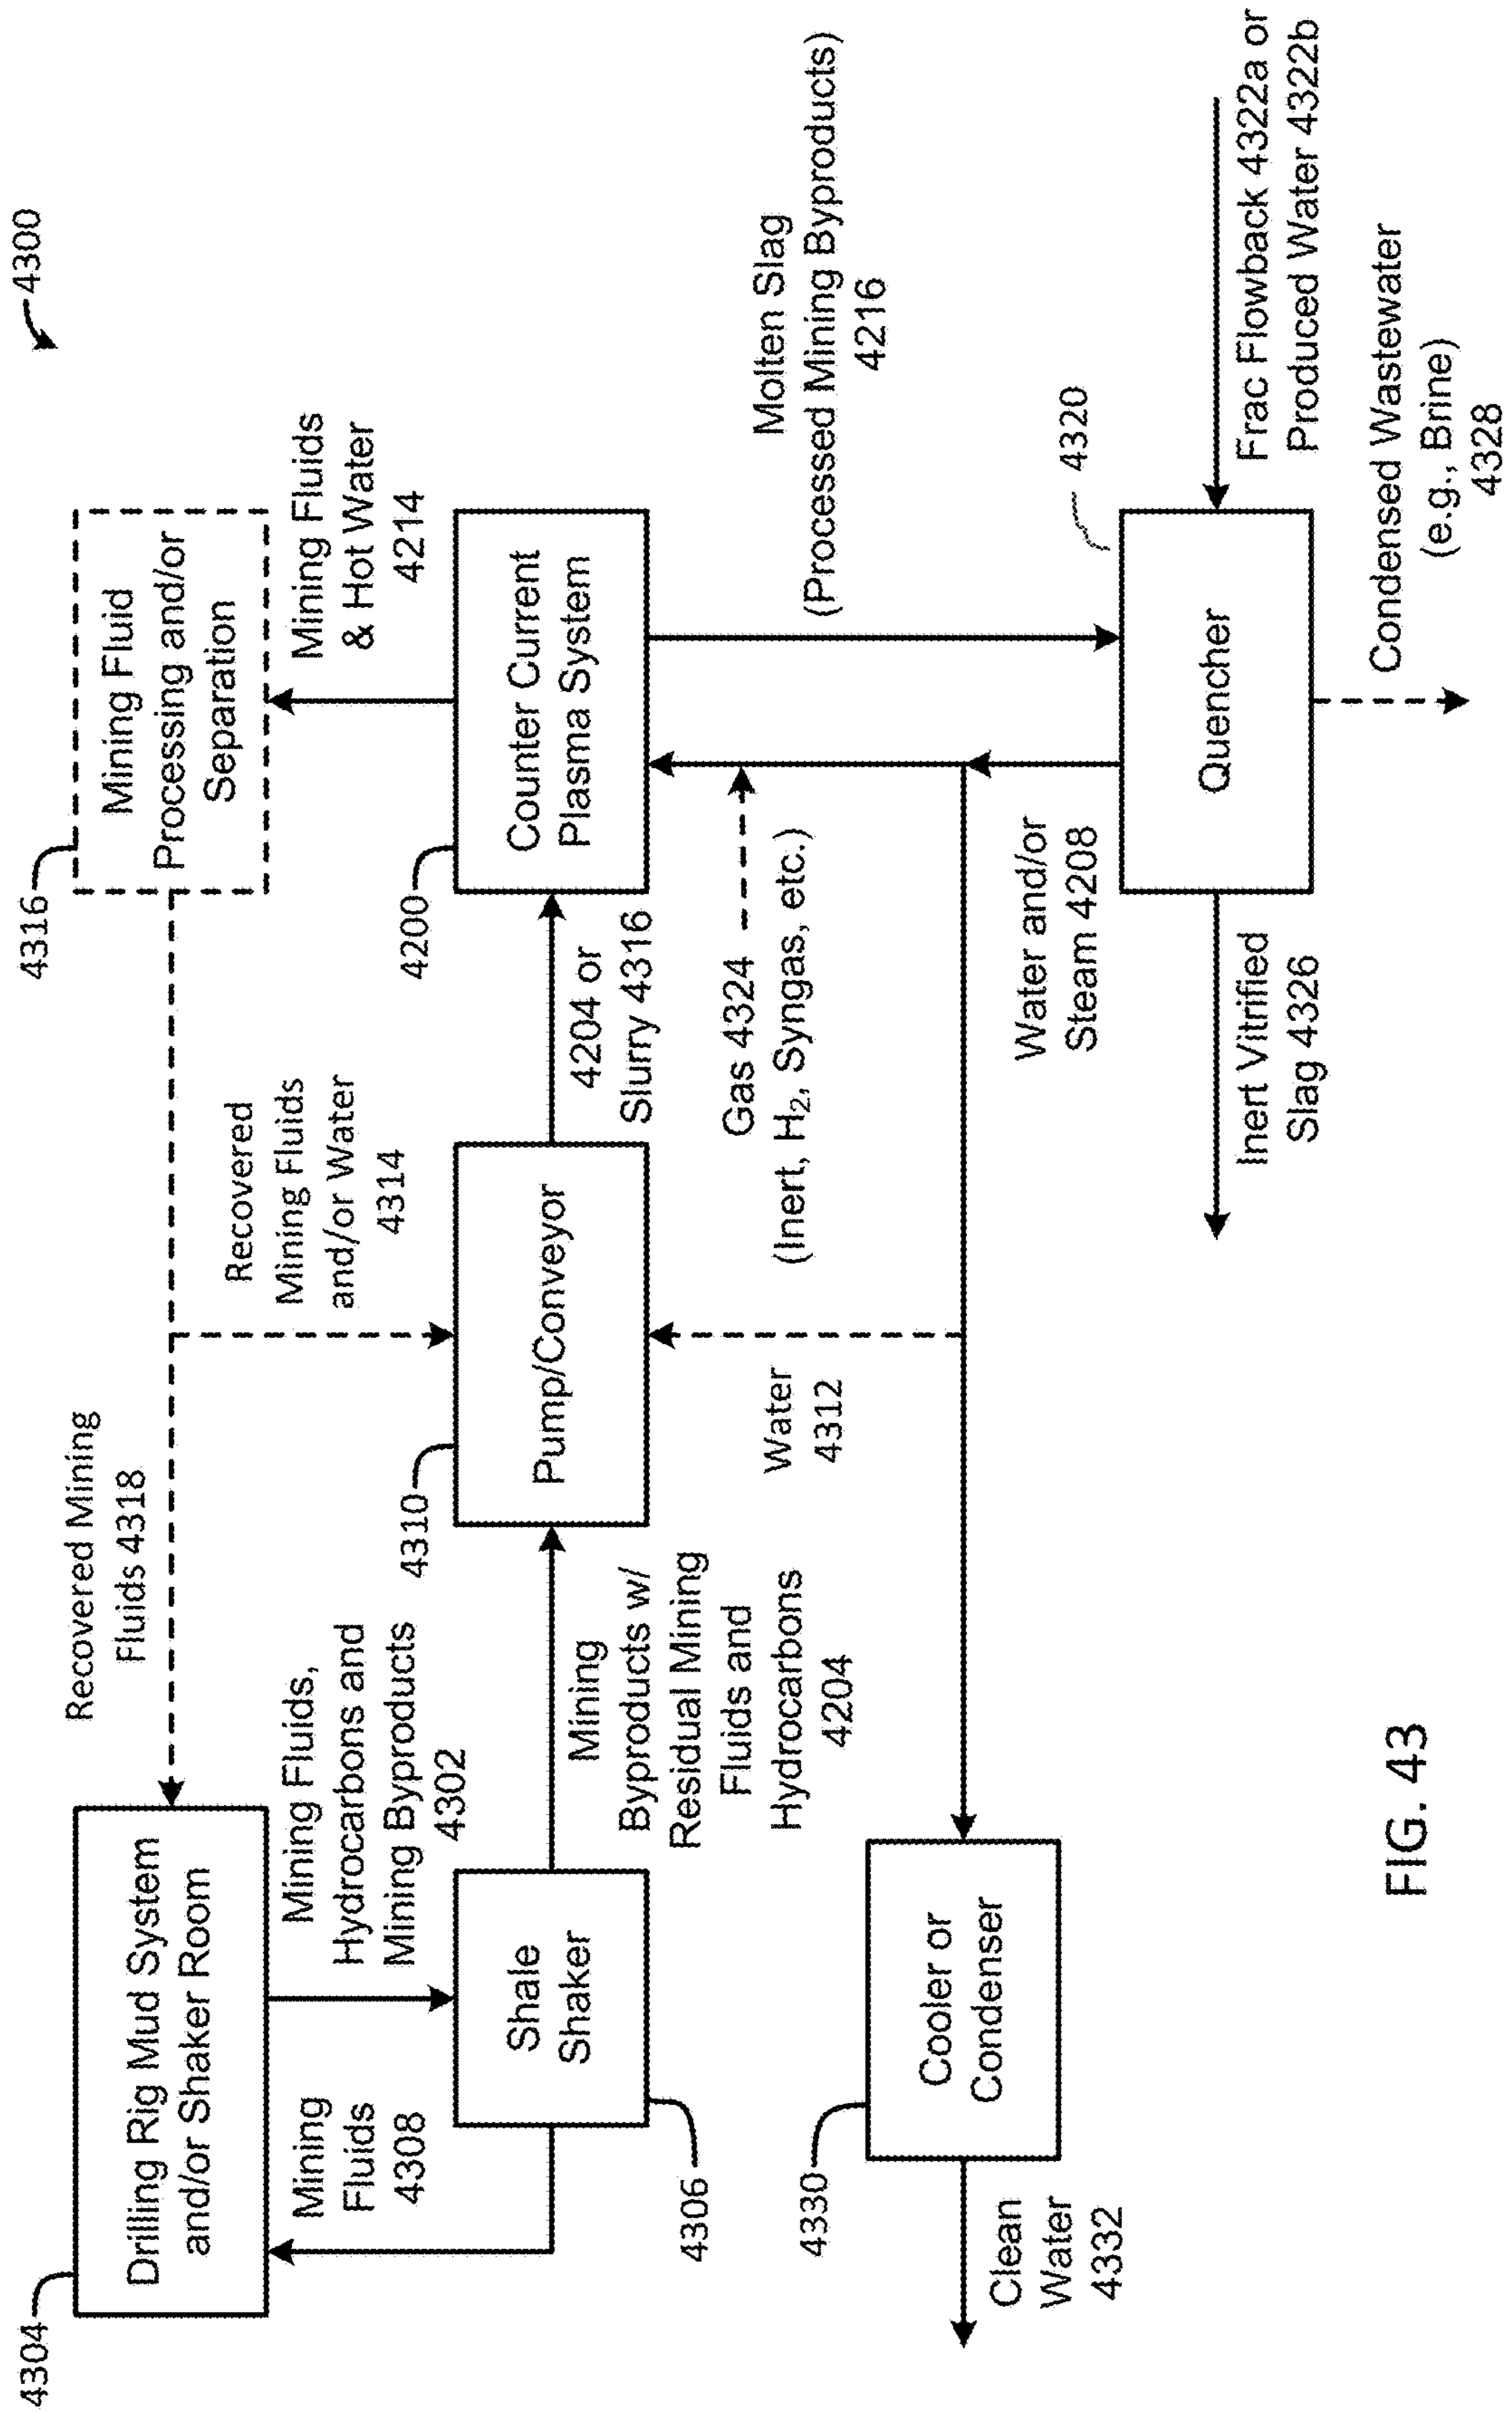 4300
4304
Drilling Rig Mud System
and/or Shaker Room
Recovered Mining
Fluids 4318
4316
Mining Fluid
Processing and/or
Separation
Mining
Fluids
4308
Mining Fluids,
Hydrocarbons and
Mining Byproducts
4302
Recovered
Mining Fluids
and/or Water
4314
Mining Fluids
& Hot Water
4214
Shale
Shaker
4306
Mining
Byproducts w/
Residual Mining
Fluids and
Hydrocarbons
4204
4310
Pump/Conveyor
4204 or
Slurry 4316
4200
Counter Current
Plasma System
Water
4312
Gas 4324
(Inert, H₂, Syngas, etc.)
Molten Slag
(Processed Mining Byproducts)
4216
4330
Cooler or
Condenser
Clean
Water
4332
Water and/or
Steam 4208
4320
Quencher
Inert Vitrified
Slag 4326
Frac Flowback 4322a or
Produced Water 4322b
Condensed Wastewater
(e.g., Brine)
4328
FIG. 43